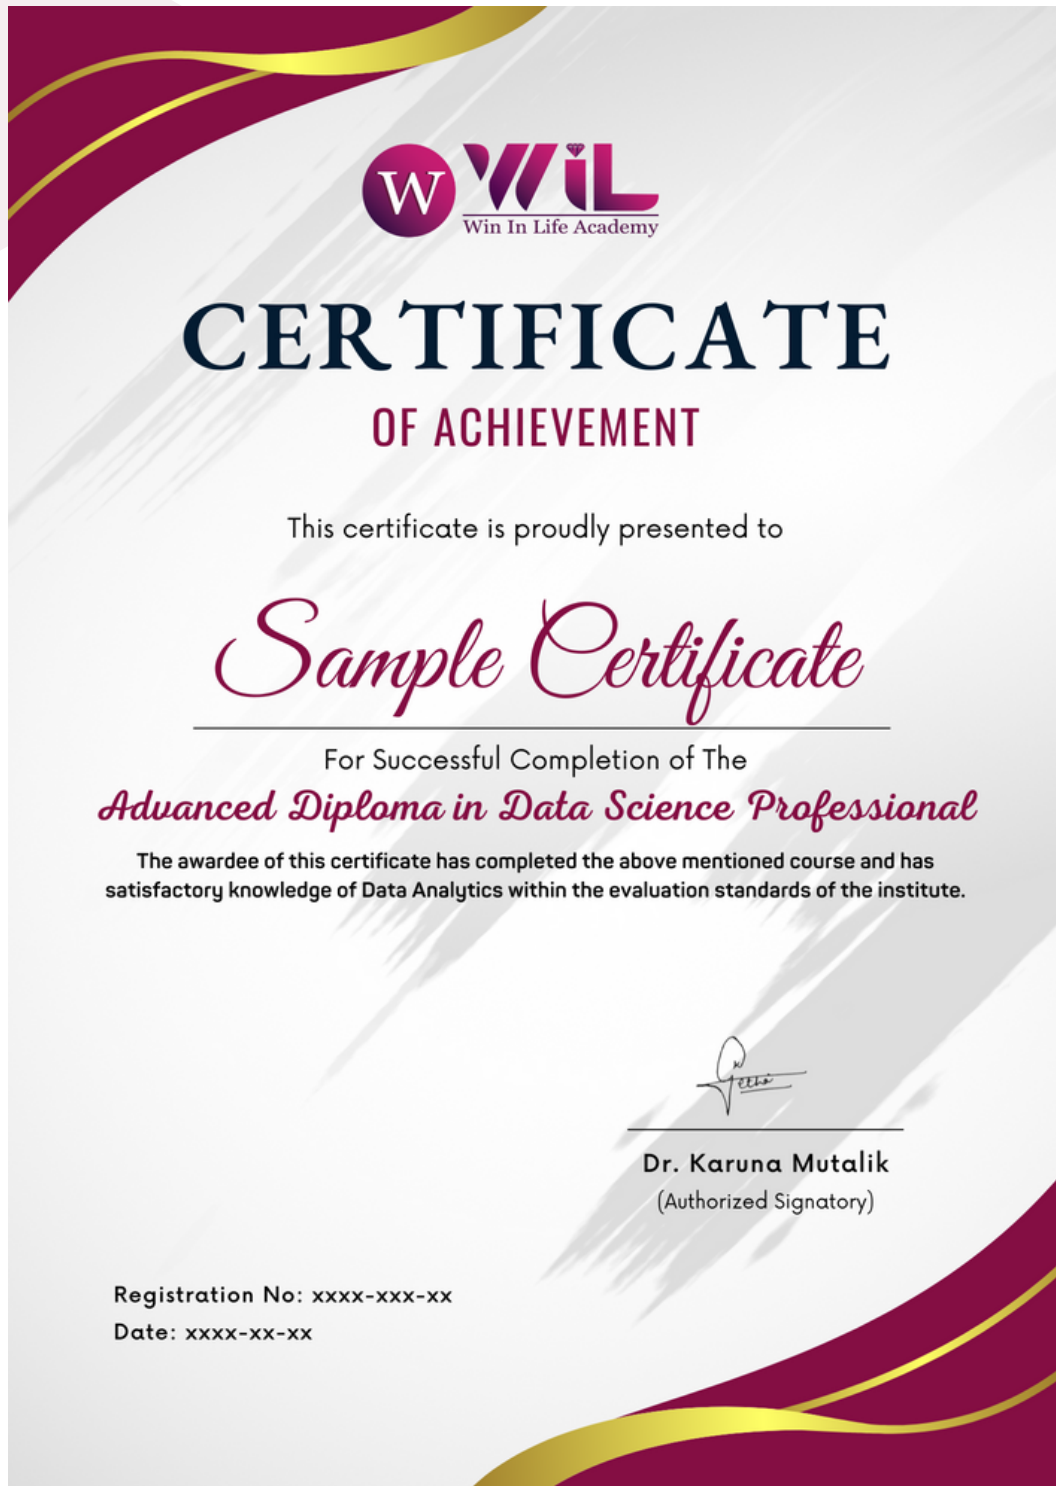 W WiL
Win In Life Academy
CERTIFICATE
OF ACHIEVEMENT
This certificate is proudly presented to
Sample Certificate
For Successful Completion of The
Advanced Diploma in Data Science Professional
The awardee of this certificate has completed the above mentioned course and has
satisfactory knowledge of Data Analytics within the evaluation standards of the institute.
Dr. Karuna Mutalik
(Authorized Signatory)
Registration No: xxxx-xxx-xx
Date: xxxx-xx-xx